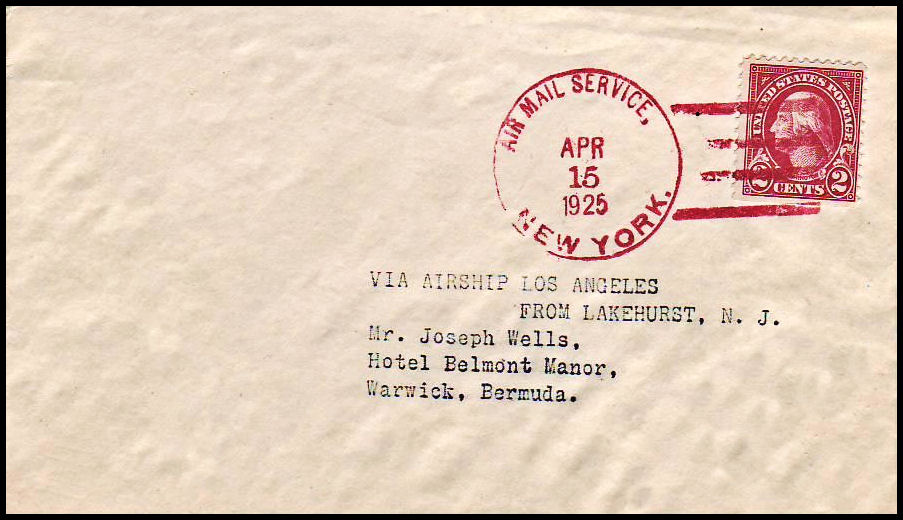 AIR MAIL SERVICE,
APR
15
1925
NEW YORK.
UNITED STATES POSTAGE
2 CENTS 2
VIA AIRSHIP LOS ANGELES
FROM LAKEHURST, N. J.
Mr. Joseph Wells,
Hotel Belmont Manor,
Warwick, Bermuda.